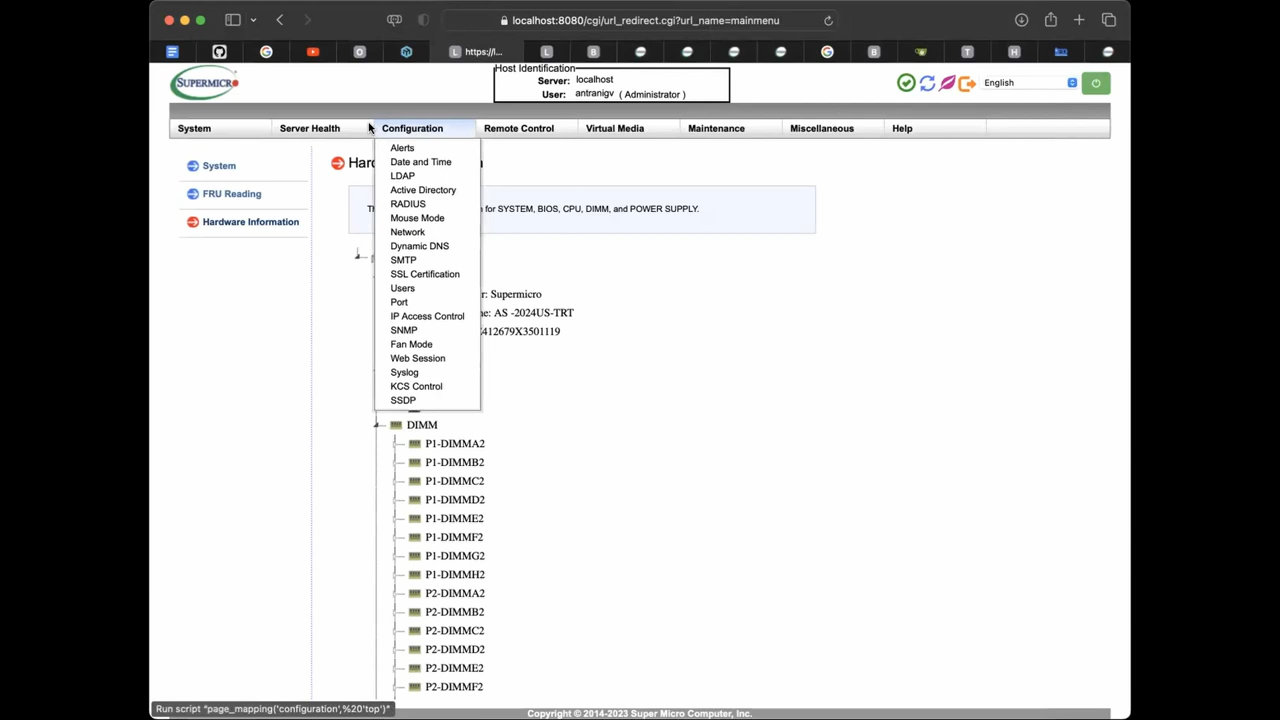 localhost:8080/cgi/url_redirect.cgi?url_name=mainmenu
https://l...
SUPERMICRO
Host Identification
Server: localhost
User: antranigv ( Administrator )
English
System
Server Health
Configuration
Remote Control
Virtual Media
Maintenance
Miscellaneous
Help
Alerts
Date and Time
LDAP
Active Directory
RADIUS
Mouse Mode
Network
Dynamic DNS
SMTP
SSL Certification
Users
Port
IP Access Control
SNMP
Fan Mode
Web Session
Syslog
KCS Control
SSDP
System
FRU Reading
Hardware Information
for SYSTEM, BIOS, CPU, DIMM, and POWER SUPPLY.
Supermicro
AS -2024US-TRT
412679X3501119
DIMM
P1-DIMMA2
P1-DIMMB2
P1-DIMMC2
P1-DIMMD2
P1-DIMME2
P1-DIMMF2
P1-DIMMG2
P1-DIMMH2
P2-DIMMA2
P2-DIMMB2
P2-DIMMC2
P2-DIMMD2
P2-DIMME2
P2-DIMMF2
Run script "page_mapping('configuration',%20'top')"
Copyright © 2014-2023 Super Micro Computer, Inc.